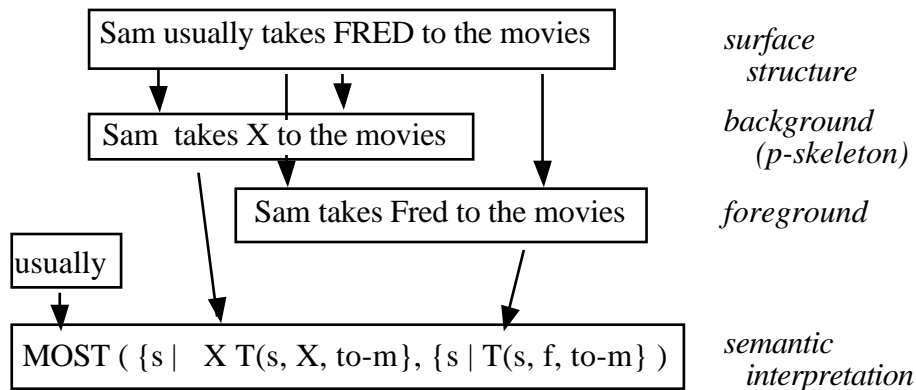 Sam usually takes FRED to the movies
surface
structure
Sam takes X to the movies
background
(p-skeleton)
Sam takes Fred to the movies
foreground
usually
MOST ( {s | X T(s, X, to-m}, {s | T(s, f, to-m} )
semantic
interpretation